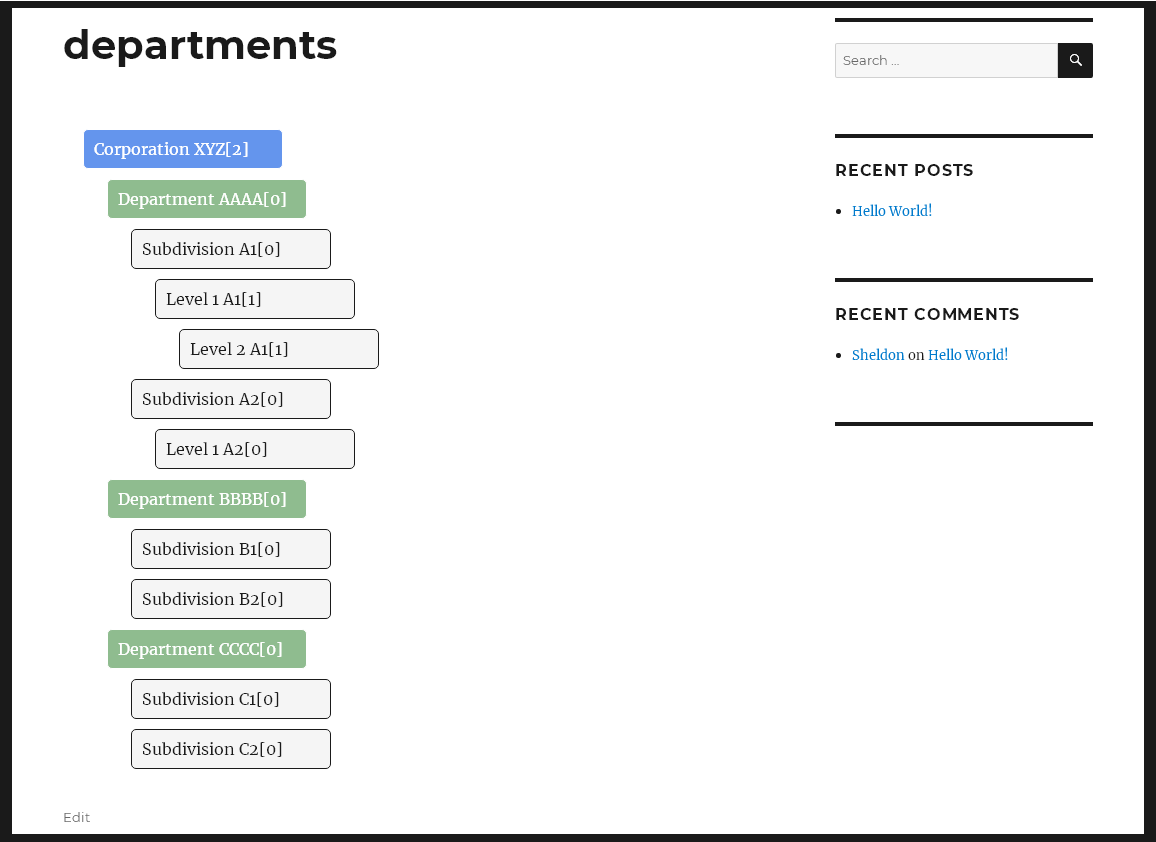 departments
Corporation XYZ[2]
Department AAAA[0]
Subdivision A1[0]
Level 1 A1[1]
Level 2 A1[1]
Subdivision A2[0]
Level 1 A2[0]
Department BBBB[0]
Subdivision B1[0]
Subdivision B2[0]
Department CCCC[0]
Subdivision C1[0]
Subdivision C2[0]
Edit
Search ...
RECENT POSTS
Hello World!
RECENT COMMENTS
Sheldon on Hello World!